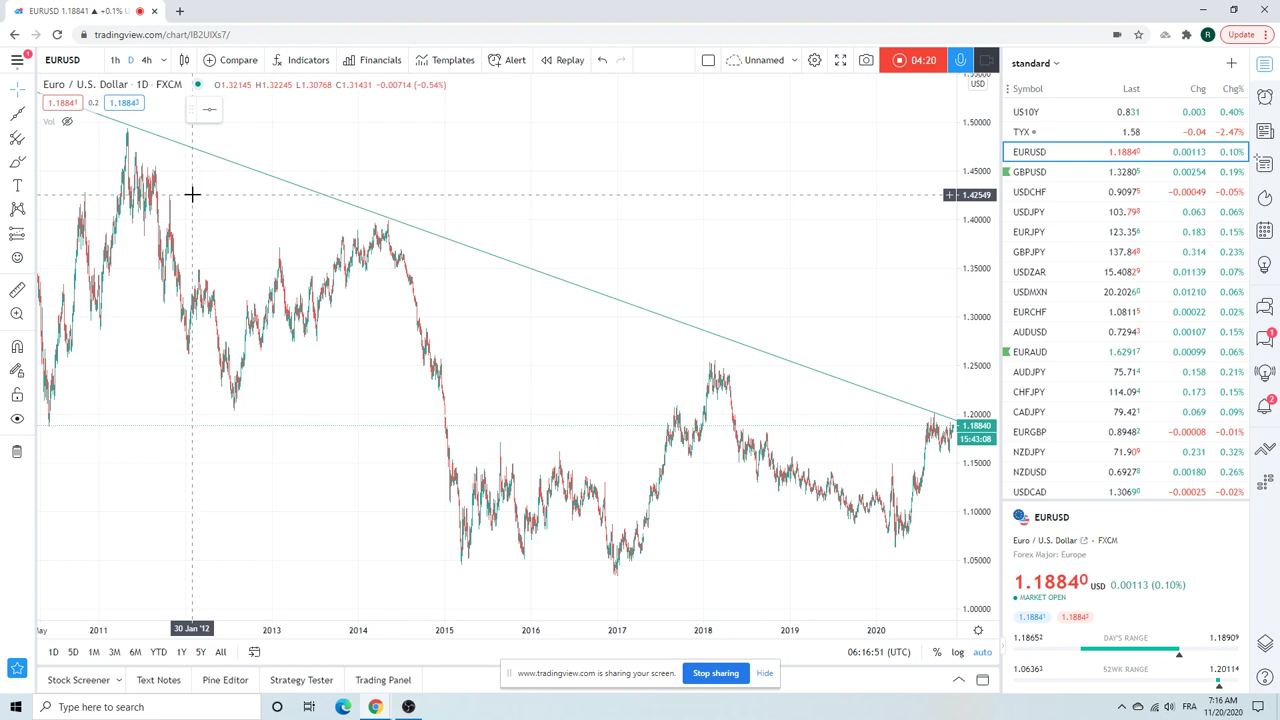 EURUSD 1.18841 ▲ +0.1% U
tradingview.com/chart/IB2UIXs7/
R
Update
1
EURUSD
1h
D
4h
Compare
Indicators
Financials
Templates
Alert
Replay
Unnamed
04:20
standard
Euro / U.S. Dollar · 1D · FXCM
O1.32145 H1.32245 L1.30768 C1.31431 -0.00714 (-0.54%)
1.18841
0.2
1.18843
Vol
USD
1.55000
1.50000
1.45000
1.42549
1.40000
1.35000
1.30000
1.25000
1.20000
1.18840
15:43:08
1.15000
1.10000
1.05000
1.00000
May
2011
30 Jan '12
2013
2014
2015
2016
2017
2018
2019
2020
1D
5D
1M
3M
6M
YTD
1Y
5Y
All
06:16:51 (UTC)
%
log
auto
Stock Screener
Text Notes
Pine Editor
Strategy Tester
Trading Panel
www.tradingview.com is sharing your screen.
Stop sharing
Hide
Symbol Last Chg Chg%
US10Y 0.831 0.003 0.40%
TYX 1.58 -0.04 -2.47%
EURUSD 1.18840 0.00113 0.10%
GBPUSD 1.32805 0.00254 0.19%
USDCHF 0.90975 -0.00049 -0.05%
USDJPY 103.798 0.063 0.06%
EURJPY 123.356 0.183 0.15%
GBPJPY 137.848 0.314 0.23%
USDZAR 15.40829 0.01139 0.07%
USDMXN 20.20260 0.01210 0.06%
EURCHF 1.08115 0.00022 0.02%
AUDUSD 0.72943 0.00107 0.15%
EURAUD 1.62917 0.00099 0.06%
AUDJPY 75.714 0.158 0.21%
CHFJPY 114.094 0.173 0.15%
CADJPY 79.421 0.069 0.09%
EURGBP 0.89482 -0.00008 -0.01%
NZDJPY 71.909 0.231 0.32%
NZDUSD 0.69278 0.00180 0.26%
USDCAD 1.30690 -0.00025 -0.02%
EURUSD
Euro / U.S. Dollar · FXCM
Forex Major: Europe
1.18840 USD 0.00113 (0.10%)
MARKET OPEN
1.18841
1.18843
1.18652 DAY'S RANGE 1.18909
1.06363 52WK RANGE 1.20114
1
2
Type here to search
FRA
7:16 AM
11/20/2020